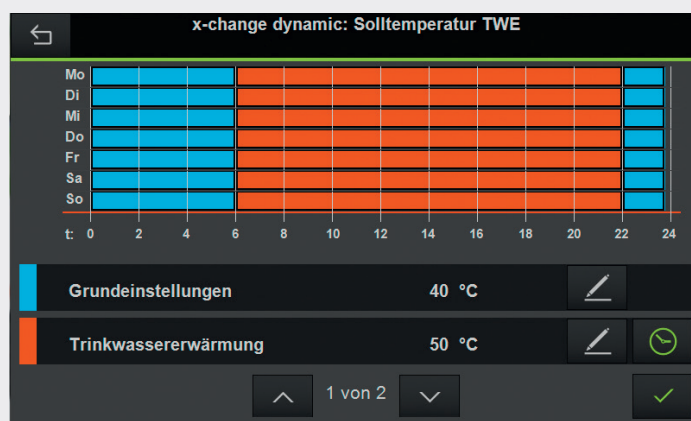 x-change dynamic: Solltemperatur TWE
Mo
Di
Mi
Do
Fr
Sa
So
t: 0 2 4 6 8 10 12 14 16 18 20 22 24
Grundeinstellungen 40 °C
Trinkwassererwärmung 50 °C
1 von 2